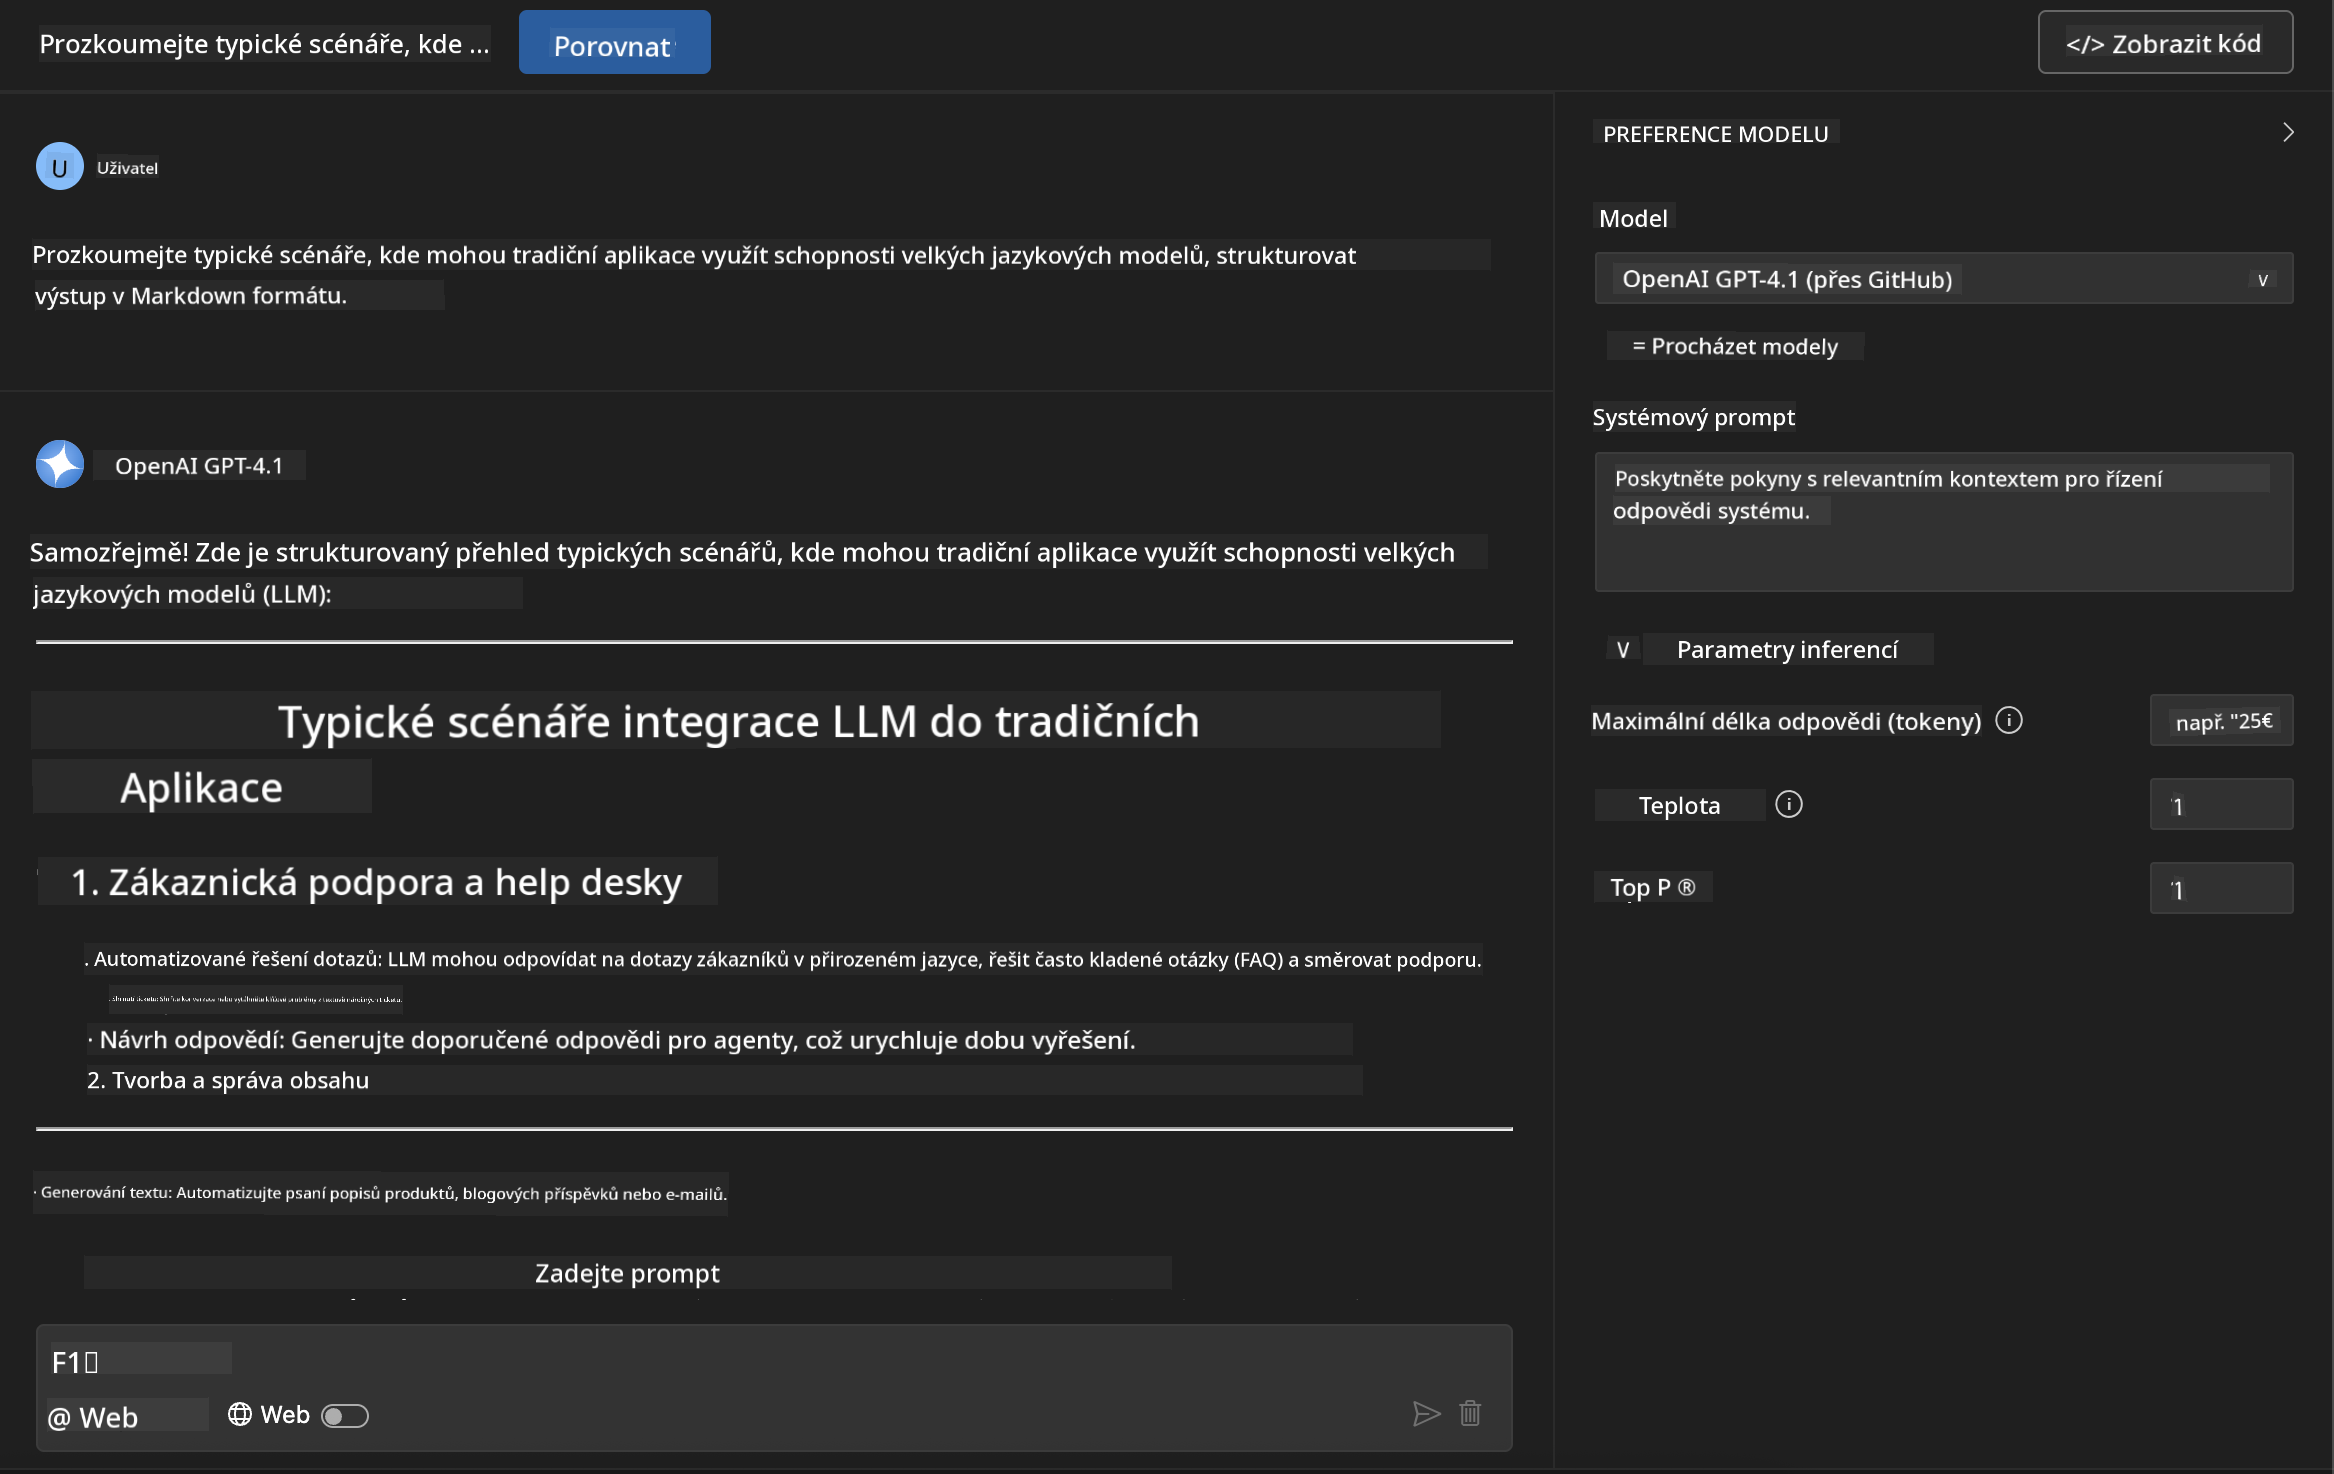 Prozkoumejte typické scénáře, kde ...
Porovnat
</> Zobrazit kód
U Uživatel
Prozkoumejte typické scénáře, kde mohou tradiční aplikace využít schopnosti velkých jazykových modelů, strukturovat
výstup v Markdown formátu.
OpenAI GPT-4.1
Samozřejmě! Zde je strukturovaný přehled typických scénářů, kde mohou tradiční aplikace využít schopnosti velkých
jazykových modelů (LLM):
Typické scénáře integrace LLM do tradičních
Aplikace
1. Zákaznická podpora a help desky
. Automatizované řešení dotazů: LLM mohou odpovídat na dotazy zákazníků v přirozeném jazyce, řešit často kladené otázky (FAQ) a směrovat podporu.
· Návrh odpovědí: Generujte doporučené odpovědi pro agenty, což urychluje dobu vyřešení.
2. Tvorba a správa obsahu
· Generování textu: Automatizujte psaní popisů produktů, blogových příspěvků nebo e-mailů.
Zadejte prompt
F1
@ Web
Web
PREFERENCE MODELU
Model
OpenAI GPT-4.1 (přes GitHub) v
= Procházet modely
Systémový prompt
Poskytněte pokyny s relevantním kontextem pro řízení
odpovědi systému.
V Parametry inferencí
Maximální délka odpovědi (tokeny) i např. "25€
Teplota i 1
Top P ® 1